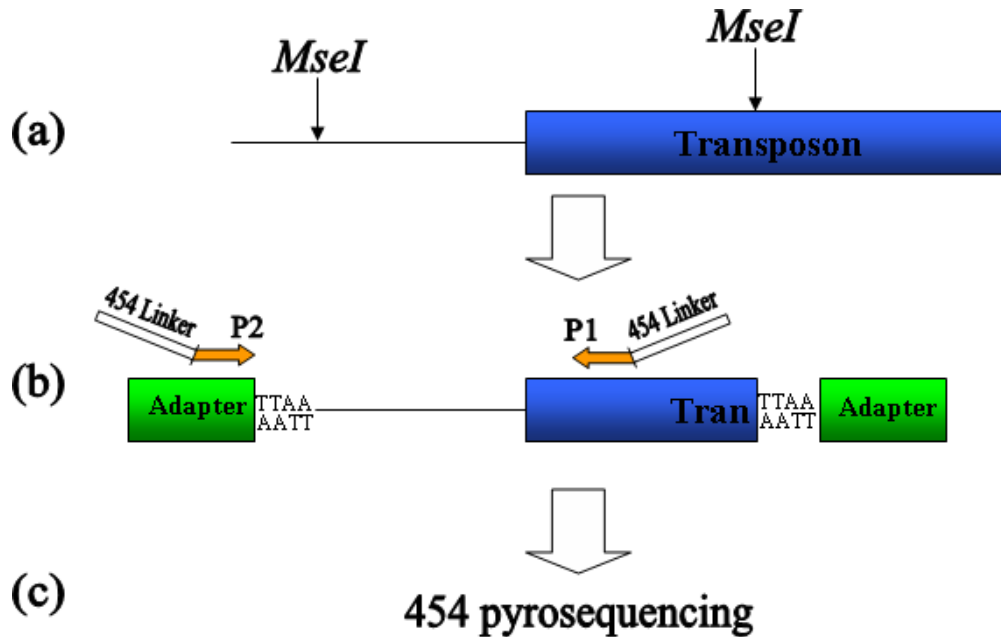 MseI
MseI
(a)
Transposon
454 Linker
P2
P1
454 Linker
(b)
Adapter
TTAA
AATT
Tran
TTAA
AATT
Adapter
(c)
454 pyrosequencing